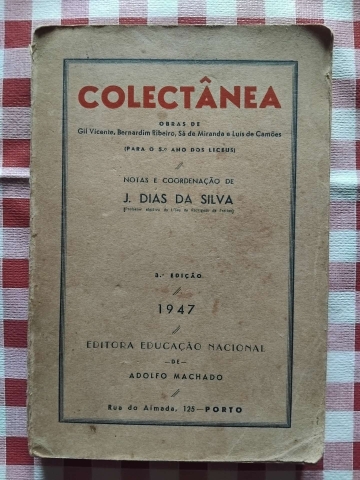 COLECTÂNEA
OBRAS DE
Gil Vicente, Bernardim Ribeiro, Sá de Miranda e Luís de Camões
(PARA O 5.º ANO DOS LICEUS)
NOTAS E COORDENAÇÃO DE
J. DIAS DA SILVA
3.ª EDIÇÃO
1947
EDITORA EDUCAÇÃO NACIONAL
—DE—
ADOLFO MACHADO
Rua do Almada, 125—PORTO